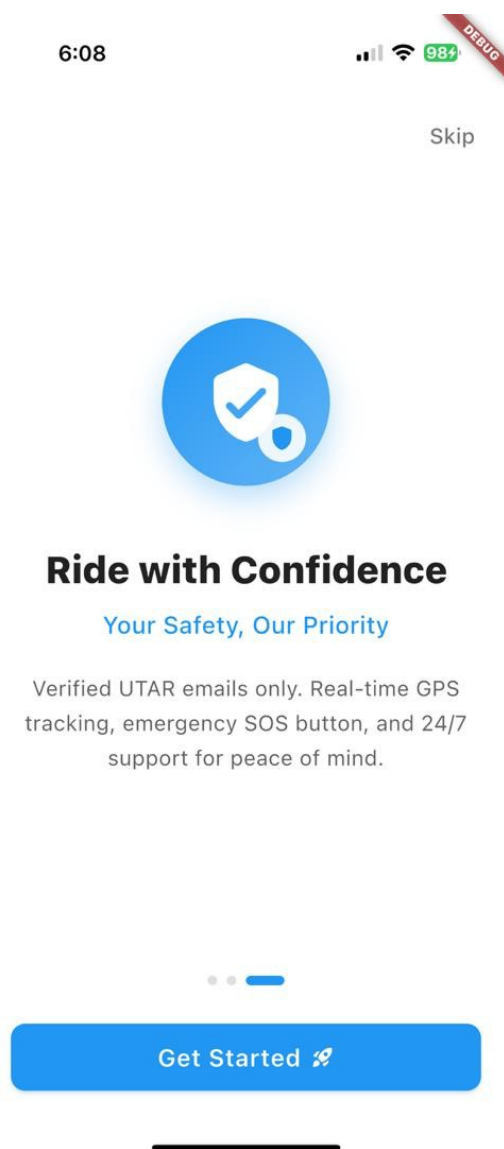 6:08
98
DEBUG
Skip
Ride with Confidence
Your Safety, Our Priority
Verified UTAR emails only. Real-time GPS
tracking, emergency SOS button, and 24/7
support for peace of mind.
Get Started 🚀